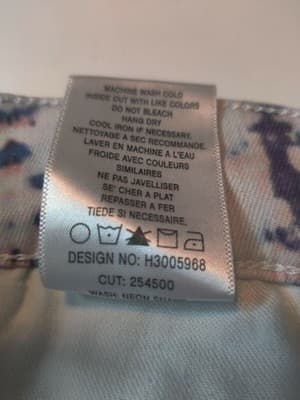 MACHINE WASH COLD
INSIDE OUT WITH LIKE COLORS
DO NOT BLEACH
HANG DRY
COOL IRON IF NECESSARY.
NETTOYAGE A SEC RECOMMANDE.
LAVER EN MACHINE A L'EAU
FROIDE AVEC COULEURS
SIMILAIRES
NE PAS JAVELLISER
SE' CHER A PLAT
REPASSER A FER
TIEDE SI NECESSAIRE.
DESIGN NO: H3005968
CUT: 254500
WASH: NEON